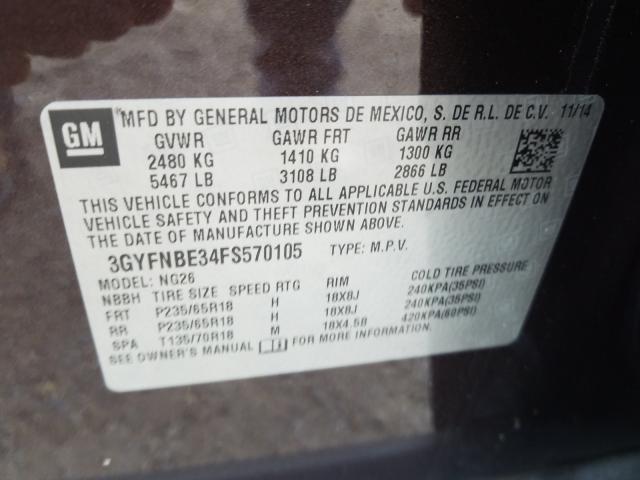 GM
MFD BY GENERAL MOTORS DE MEXICO, S. DE R.L. DE C.V. 11/14
GVWR GAWR FRT GAWR RR
2480 KG 1410 KG 1300 KG
5467 LB 3108 LB 2866 LB
THIS VEHICLE CONFORMS TO ALL APPLICABLE U.S. FEDERAL MOTOR
VEHICLE SAFETY AND THEFT PREVENTION STANDARDS IN EFFECT ON
THE DATE OF MANUFACTURE SHOWN ABOVE.
3GYFNBE34FS570105 TYPE: M.P.V.
MODEL: NG26
NBBH TIRE SIZE SPEED RTG RIM COLD TIRE PRESSURE
FRT P235/65R18 H 18X8J 240KPA(35PSI)
RR P235/65R18 H 18X8J 240KPA(35PSI)
SPA T135/70R18 M 18X4.5B 420KPA(60PSI)
SEE OWNER'S MANUAL FOR MORE INFORMATION.